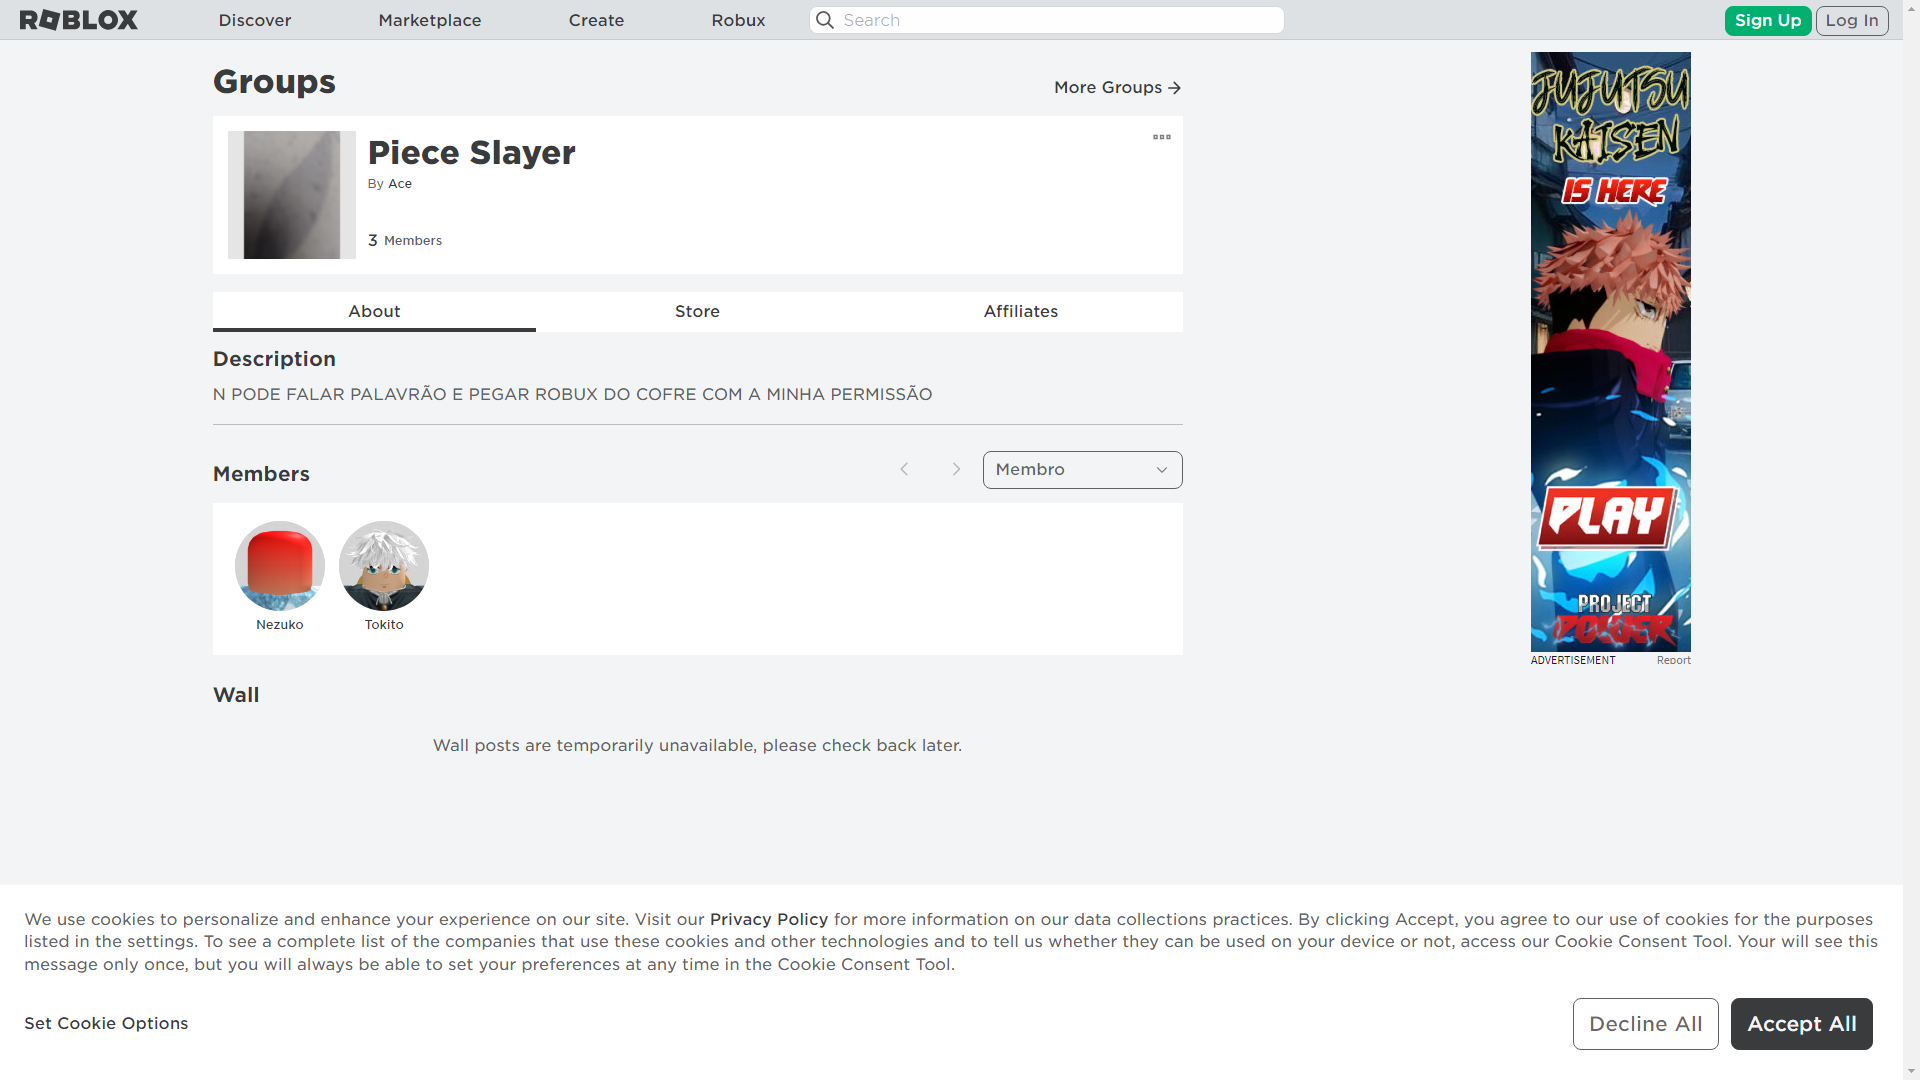 ROBLOX
Discover
Marketplace
Create
Robux
Search
Sign Up
Log In
Groups
More Groups
Piece Slayer
By Ace
3 Members
About
Store
Affiliates
Description
N PODE FALAR PALAVRÃO E PEGAR ROBUX DO COFRE COM A MINHA PERMISSÃO
Members
Membro
Nezuko
Tokito
Wall
Wall posts are temporarily unavailable, please check back later.
JUJUTSU
KAISEN
IS HERE
PLAY
PROJECT
POWER
ADVERTISEMENT
Report
We use cookies to personalize and enhance your experience on our site. Visit our Privacy Policy for more information on our data collections practices. By clicking Accept, you agree to our use of cookies for the purposes
listed in the settings. To see a complete list of the companies that use these cookies and other technologies and to tell us whether they can be used on your device or not, access our Cookie Consent Tool. Your will see this
message only once, but you will always be able to set your preferences at any time in the Cookie Consent Tool.
Set Cookie Options
Decline All
Accept All